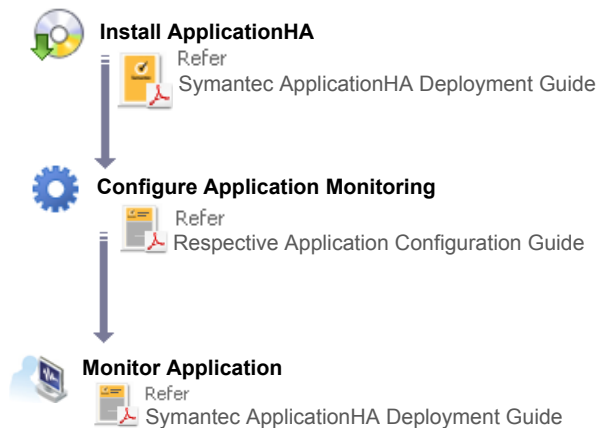 Install ApplicationHA
Refer
Symantec ApplicationHA Deployment Guide
Configure Application Monitoring
Refer
Respective Application Configuration Guide
Monitor Application
Refer
Symantec ApplicationHA Deployment Guide